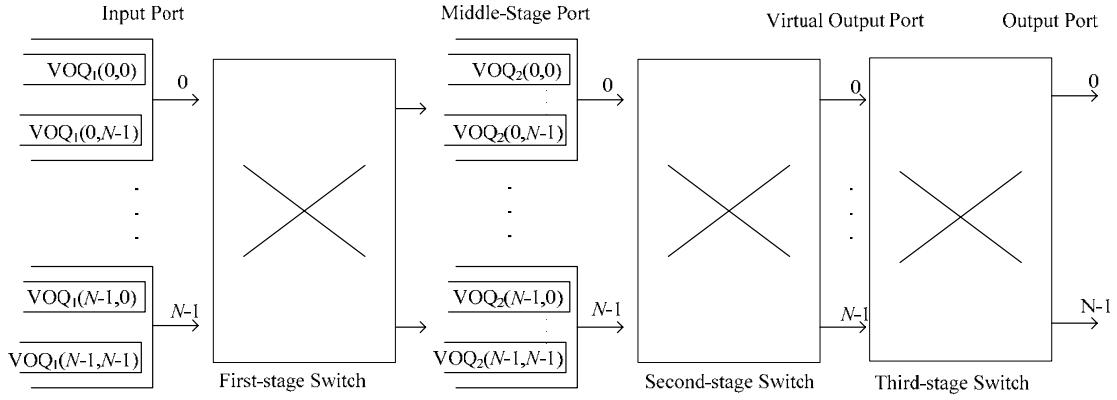 Input Port
Middle-Stage Port
Virtual Output Port
Output Port
VOQ₁(0,0)
0
VOQ₁(0,N-1)
VOQ₂(0,0)
0
VOQ₂(0,N-1)
0
0
VOQ₁(N-1,0)
N-1
VOQ₁(N-1,N-1)
VOQ₂(N-1,0)
N-1
VOQ₂(N-1,N-1)
N-1
N-1
First-stage Switch
Second-stage Switch
Third-stage Switch